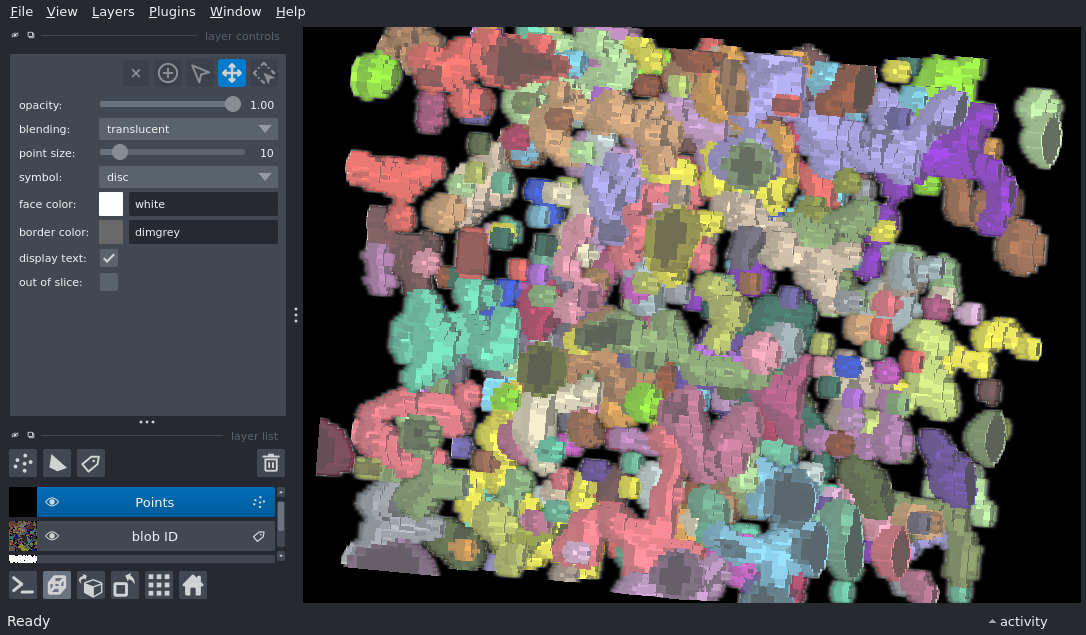 File View Layers Plugins Window Help
layer controls
opacity: 1.00
blending: translucent
point size: 10
symbol: disc
face color: white
border color: dimgrey
display text:
out of slice:
layer list
Points
blob ID
Ready
activity